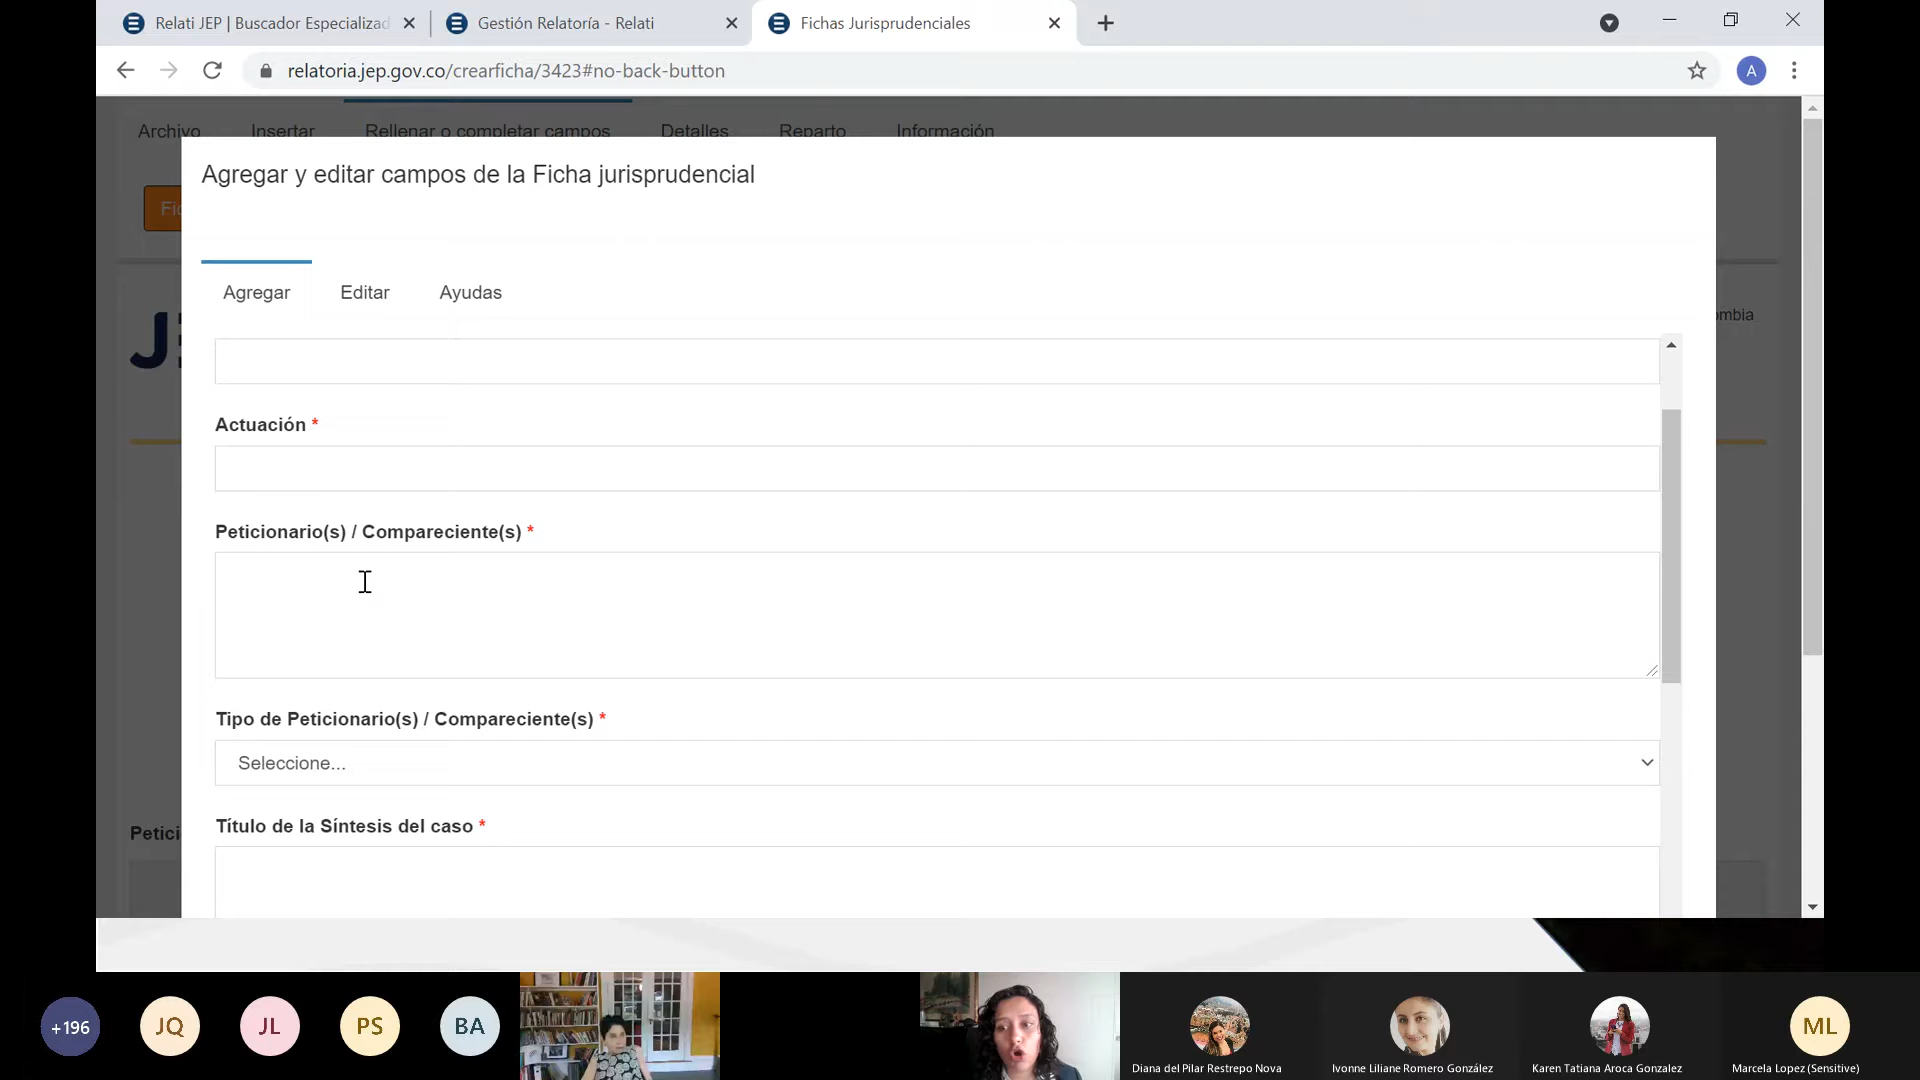 Relati JEP | Buscador Especializad
Gestión Relatoría - Relati
Fichas Jurisprudenciales
relatoria.jep.gov.co/crearficha/3423#no-back-button
A
Archivo Insertar Rellenar o completar campos Detalles Reparto Información
Agregar y editar campos de la Ficha jurisprudencial
Fic
Agregar Editar Ayudas
J
ombia
Actuación *
Peticionario(s) / Compareciente(s) *
Tipo de Peticionario(s) / Compareciente(s) *
Seleccione...
Título de la Síntesis del caso *
Petici
+196
JQ
JL
PS
BA
ML
Diana del Pilar Restrepo Nova
Ivonne Liliane Romero González
Karen Tatiana Aroca Gonzalez
Marcela Lopez (Sensitive)